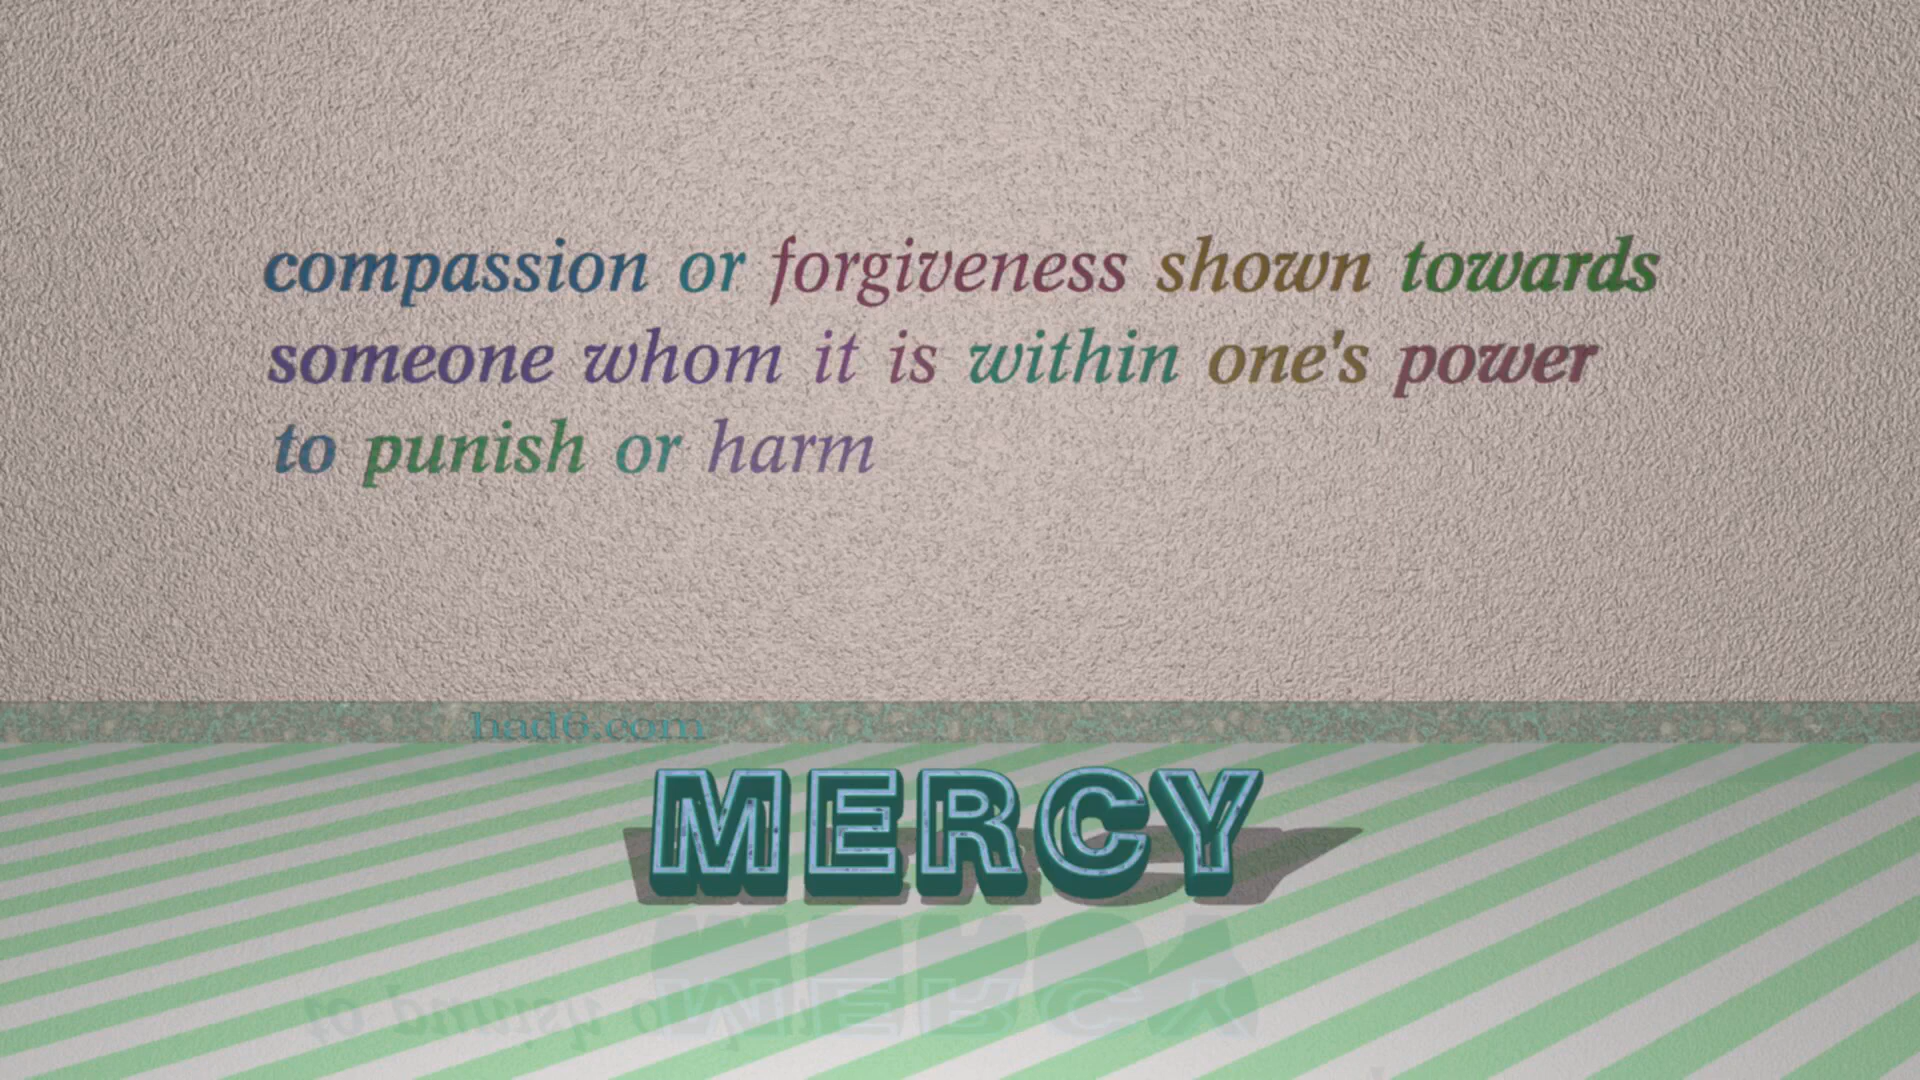 compassion or forgiveness shown towards
someone whom it is within one's power
to punish or harm
had6.com
MERCY